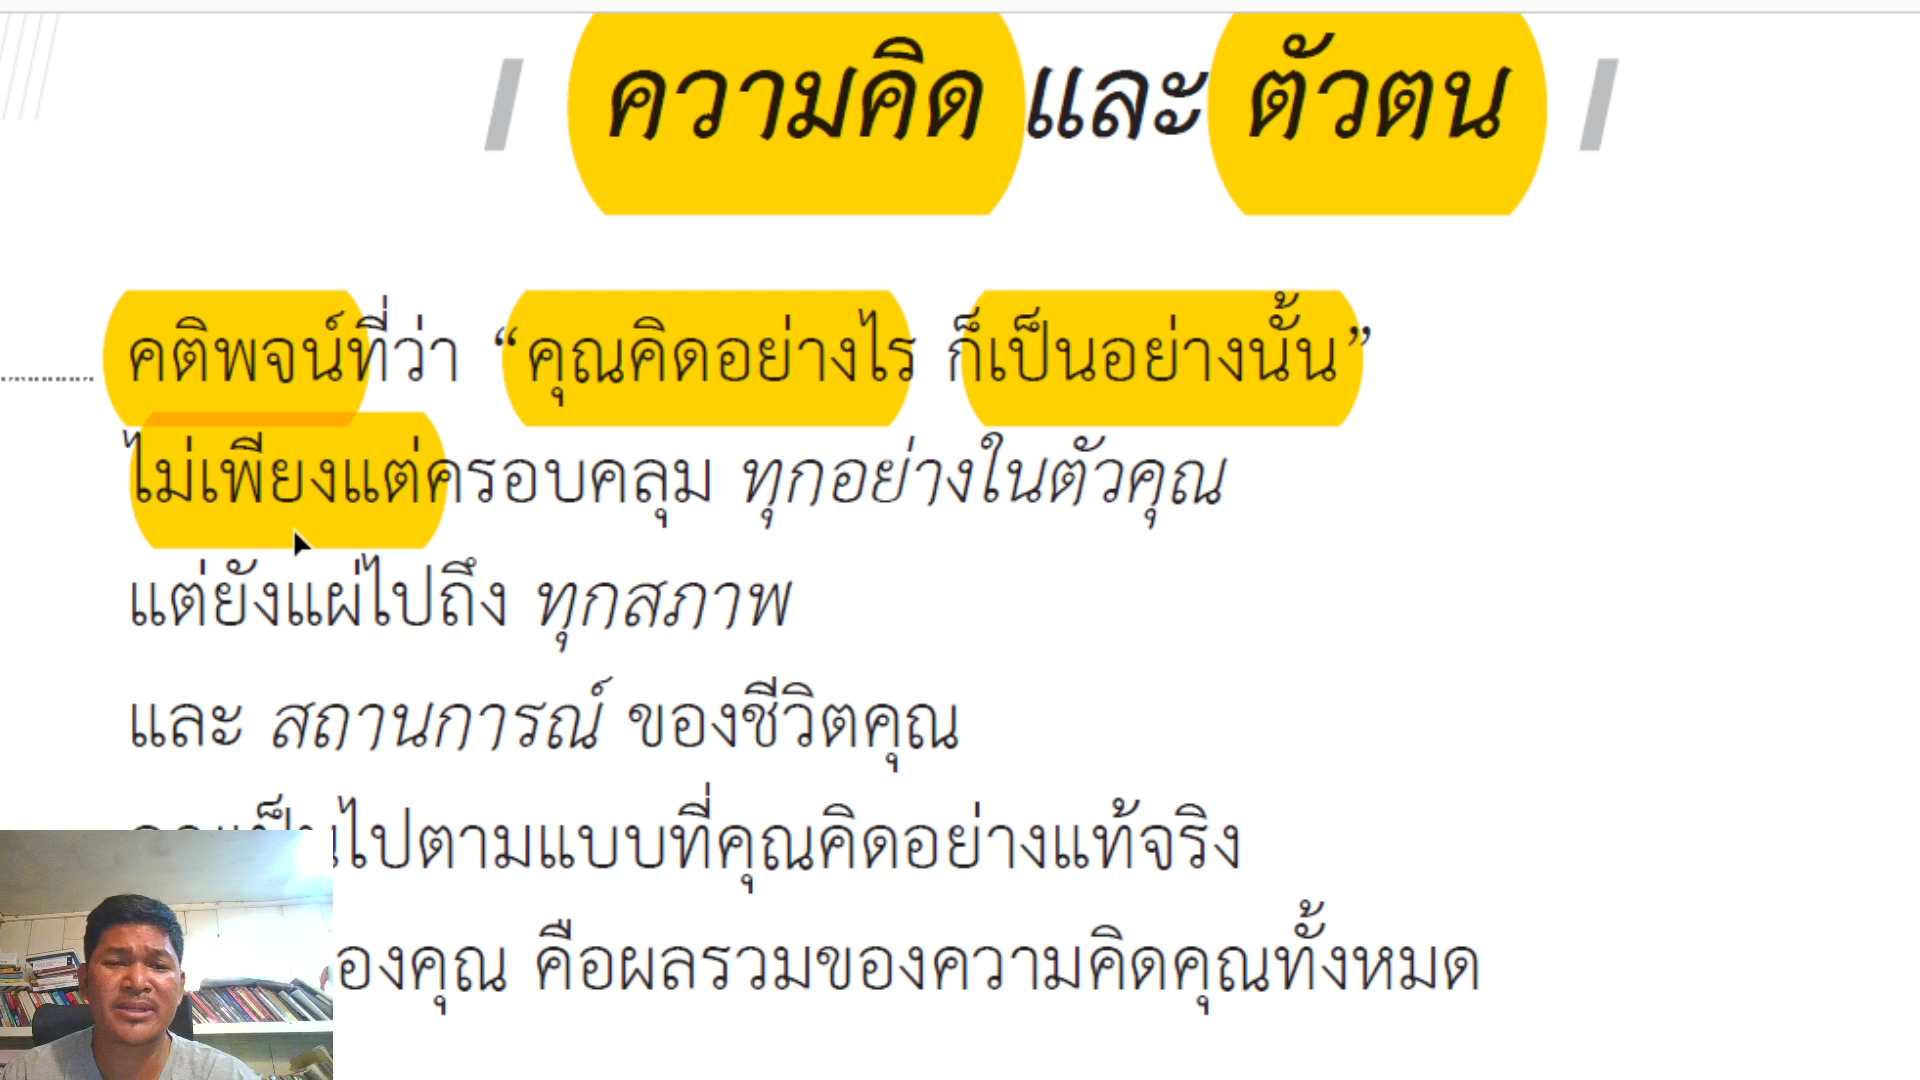 ความคิด และ ตัวตน
คติพจน์ที่ว่า “คุณคิดอย่างไร ก็เป็นอย่างนั้น”
ไม่เพียงแต่ครอบคลุม ทุกอย่างในตัวคุณ
แต่ยังแผ่ไปถึง ทุกสภาพ
และ สถานการณ์ ของชีวิตคุณ
ไปตามแบบที่คุณคิดอย่างแท้จริง
องคุณ คือผลรวมของความคิดคุณทั้งหมด